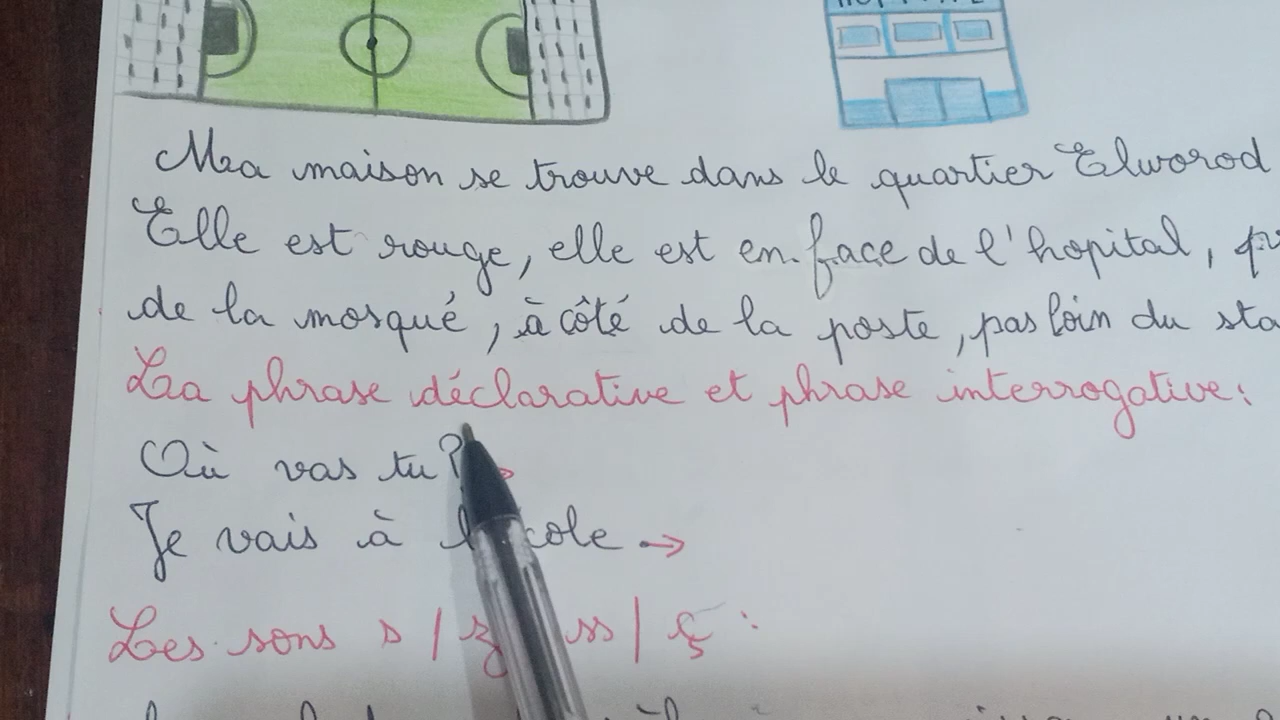 Ma maison se trouve dans le quartier Elworod
Elle est rouge, elle est en face de l'hopital,
de la mosqué, à côté de la poste, pas loin du
La phrase déclarative et phrase interrogative:
Où vas tu?
Je vais à →
Les sons s / z ss / ç :